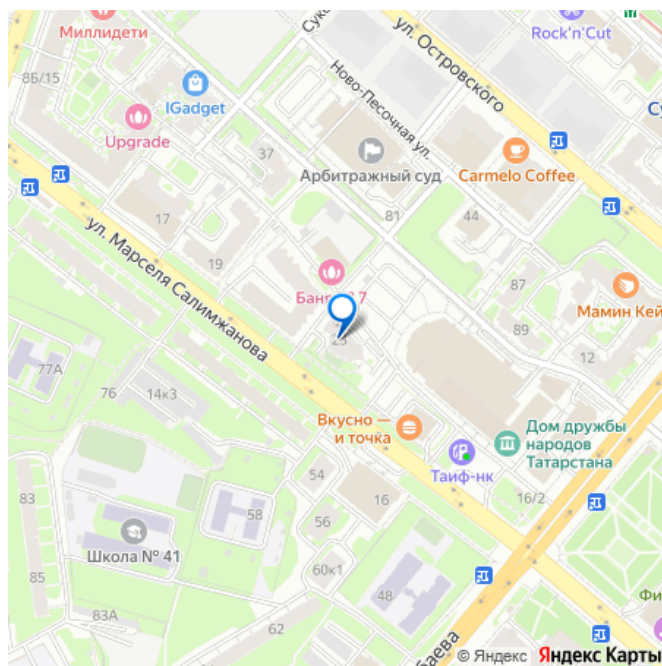 Миллидети
ул. Островского
Rock'n'Cut
8Б/15
IGadget
Ново-Песочная ул.
Upgrade
37
Арбитражный суд
Carmelo Coffee
17
81
44
ул. Марселя Салимжанова
19
87
Мамин Кей
89
12
77А
76
14к3
Вкусно —
и точка
Дом дружбы
народов
Татарстана
Таиф-нк
54
16
16/2
83
58
56
Школа № 41
60к1
85
48
83А
62
Фи
баева
© Яндекс Яндекс Карты